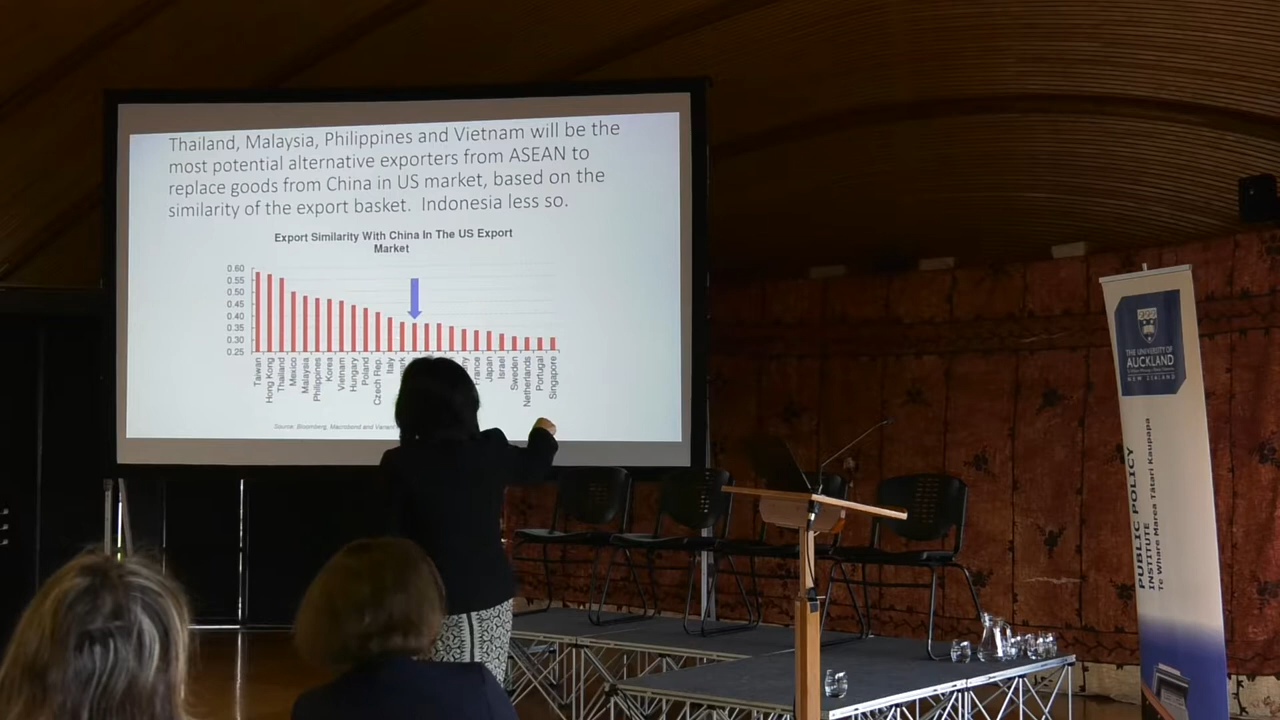 Thailand, Malaysia, Philippines and Vietnam will be the
most potential alternative exporters from ASEAN to
replace goods from China in US market, based on the
similarity of the export basket. Indonesia less so.
Export Similarity With China In The US Export
Market
0.60
0.55
0.50
0.45
0.40
0.35
0.30
0.25
Taiwan
Hong Kong
Thailand
Mexico
Malaysia
Philippines
Korea
Vietnam
Hungary
Poland
Czech Rep.
Italy
Japan
Israel
Sweden
Netherlands
Portugal
Singapore
Source: Bloomberg, Macrobond and
THE UNIVERSITY OF
AUCKLAND
NEW ZEALAND
PUBLIC POLICY
INSTITUTE
Te Whare Marea Tātari Kaupapa